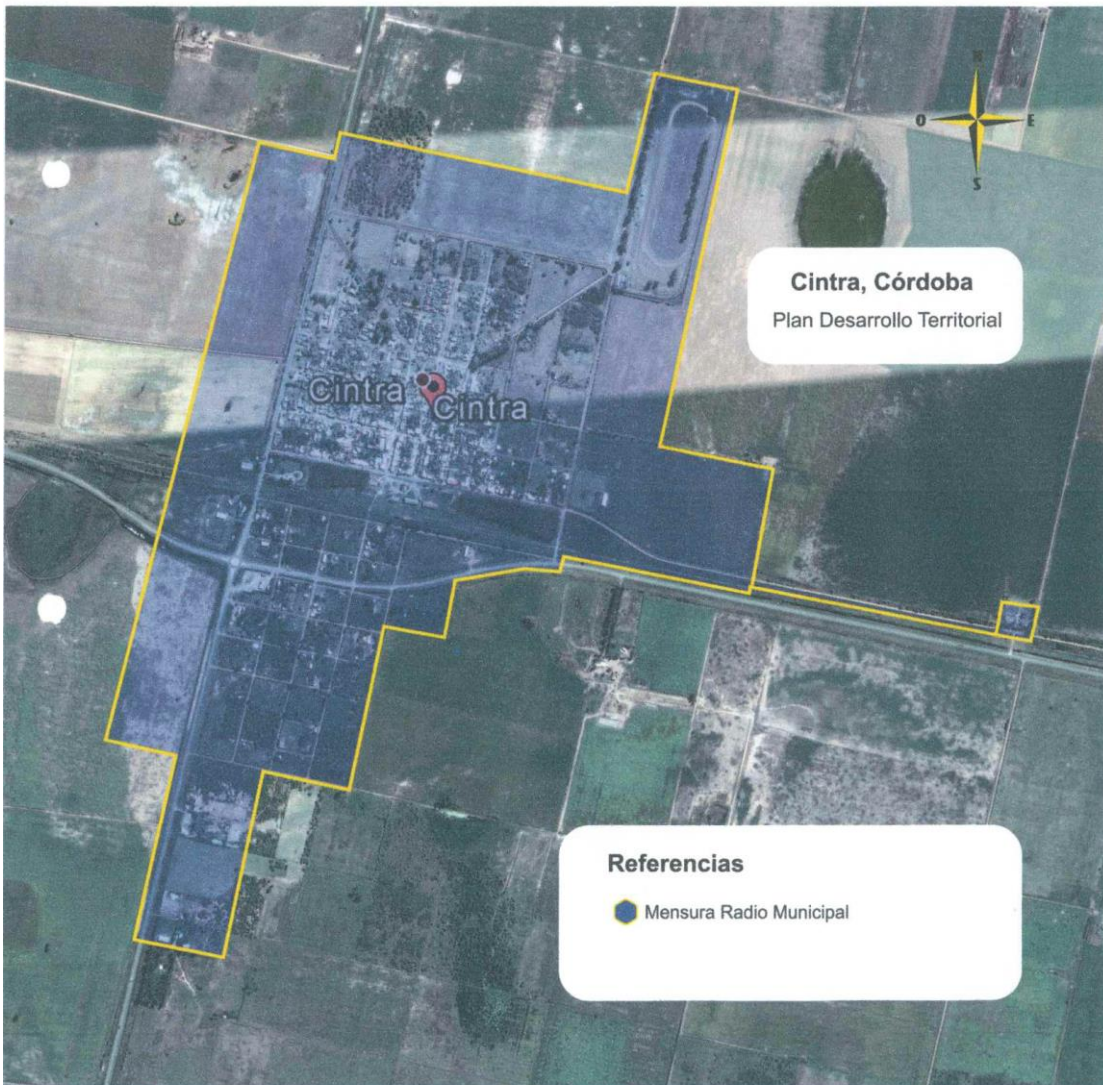 O
E
S
Cintra, Córdoba
Plan Desarrollo Territorial
Cintra
Cintra
Referencias
Mensura Radio Municipal